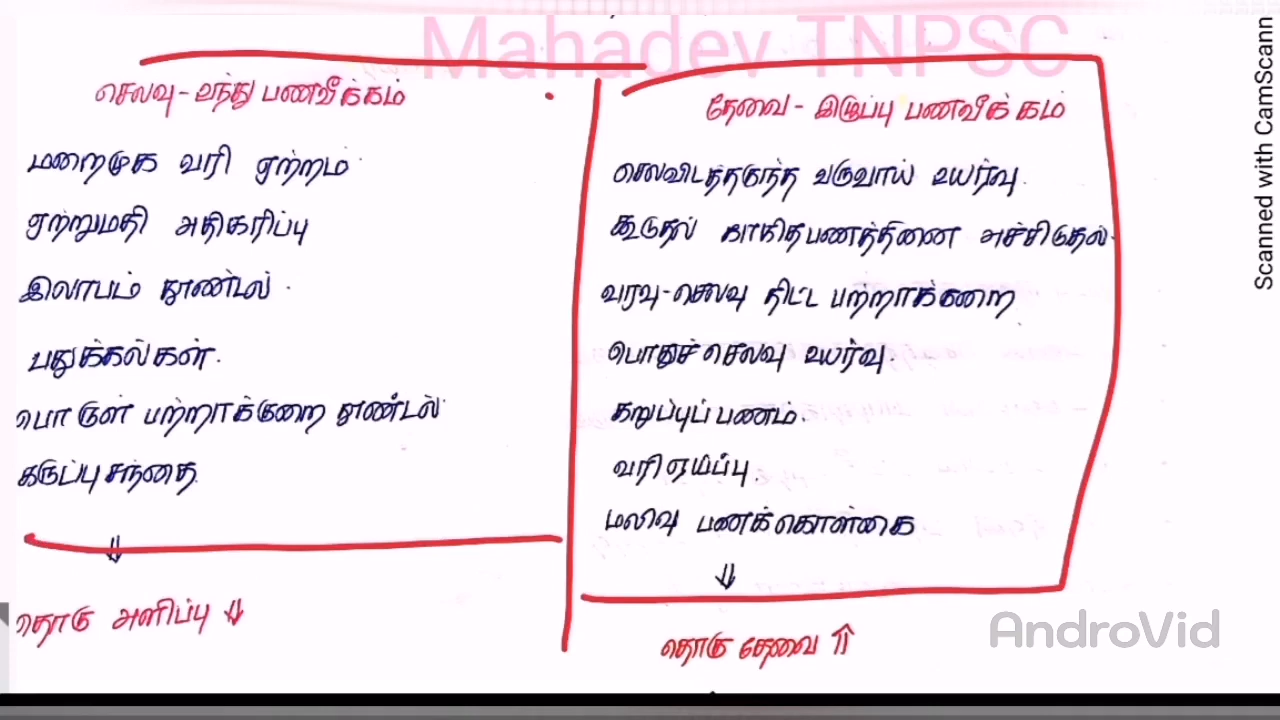 Mahadev TNPSC
செலவு - உந்து பணவீக்கம்
மறைமுக வரி ஏற்றம்
ஏற்றுமதி அதிகரிப்பு
இலாபம் தூண்டல்
பதுக்கல்கள்.
பொருள் பற்றாக்குறை தூண்டல்
கருப்பு சந்தை
⇓
தொகு அளிப்பு ⇓
தேவை - இழுப்பு பணவீக்கம்
செலவிடத்தகுந்த வருவாய் உயர்வு.
கூடுதல் காகிதபணத்தினை அச்சிடுதல்.
வரவு-செலவு திட்ட பற்றாக்குறை
பொதுச் செலவு உயர்வு.
கறுப்புப் பணம்.
வரி ஏய்ப்பு.
மலிவு பணக்கொள்கை
⇓
தொகு தேவை ⇑
Scanned with CamScann
AndroVid